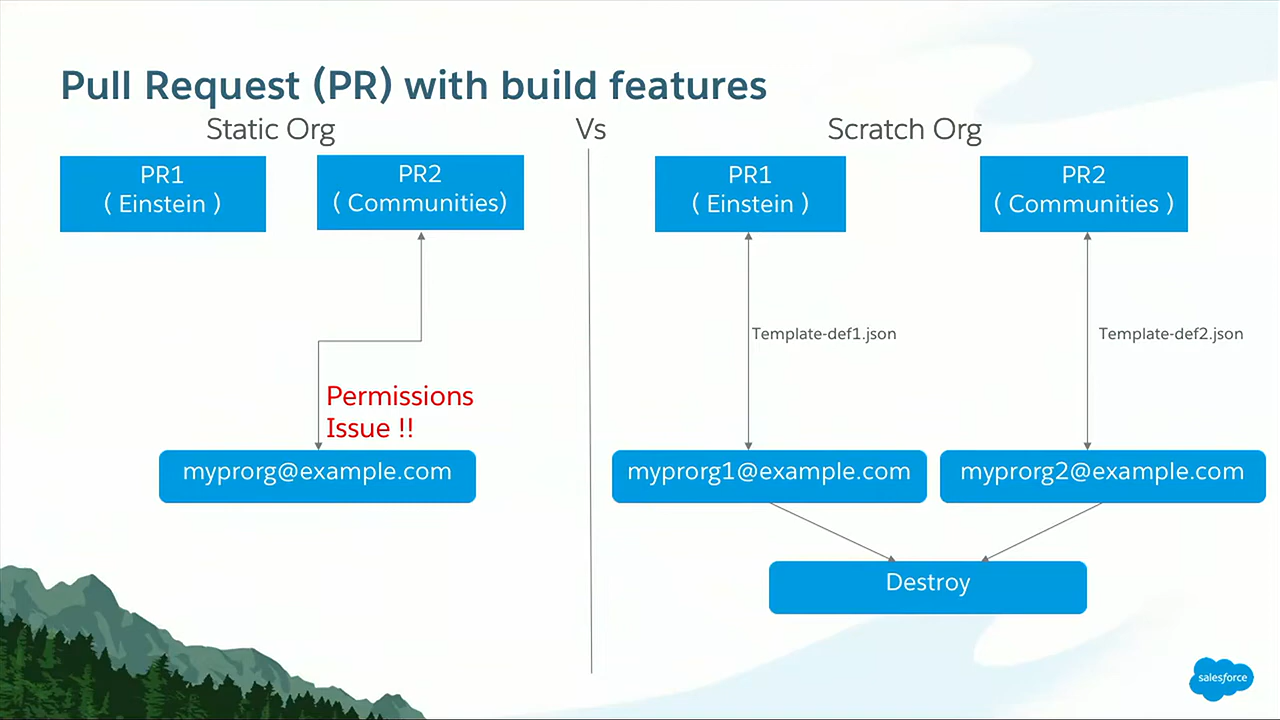 Pull Request (PR) with build features
Static Org
Vs
Scratch Org
PR1
( Einstein )
PR2
( Communities)
PR1
( Einstein )
PR2
( Communities )
Template-def1.json
Template-def2.json
Permissions
Issue !!
myprorg@example.com
myprorg1@example.com
myprorg2@example.com
Destroy
salesforce